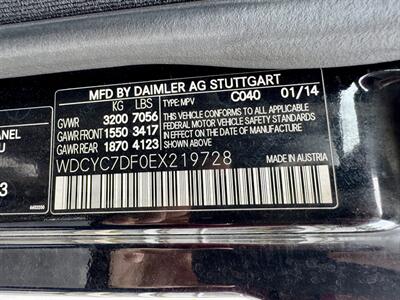 MFD BY DAIMLER AG STUTTGART
KG LBS TYPE: MPV C040 01/14
GVWR 3200 7056 THIS VEHICLE CONFORMS TO ALL APPLICABLE
GAWR FRONT 1550 3417 FEDERAL MOTOR VEHICLE SAFETY STANDARDS
GAWR REAR 1870 4123 IN EFFECT ON THE DATE OF MANUFACTURE
SHOWN ABOVE.
WDCYC7DF0EX219728 MADE IN AUSTRIA
ANEL
U
3